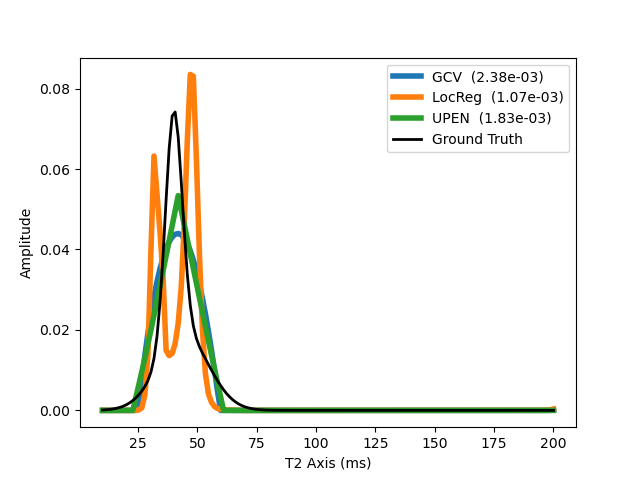 GCV (2.38e-03)
LocReg (1.07e-03)
UPEN (1.83e-03)
Ground Truth
0.08
0.06
0.04
0.02
0.00
Amplitude
25 50 75 100 125 150 175 200
T2 Axis (ms)